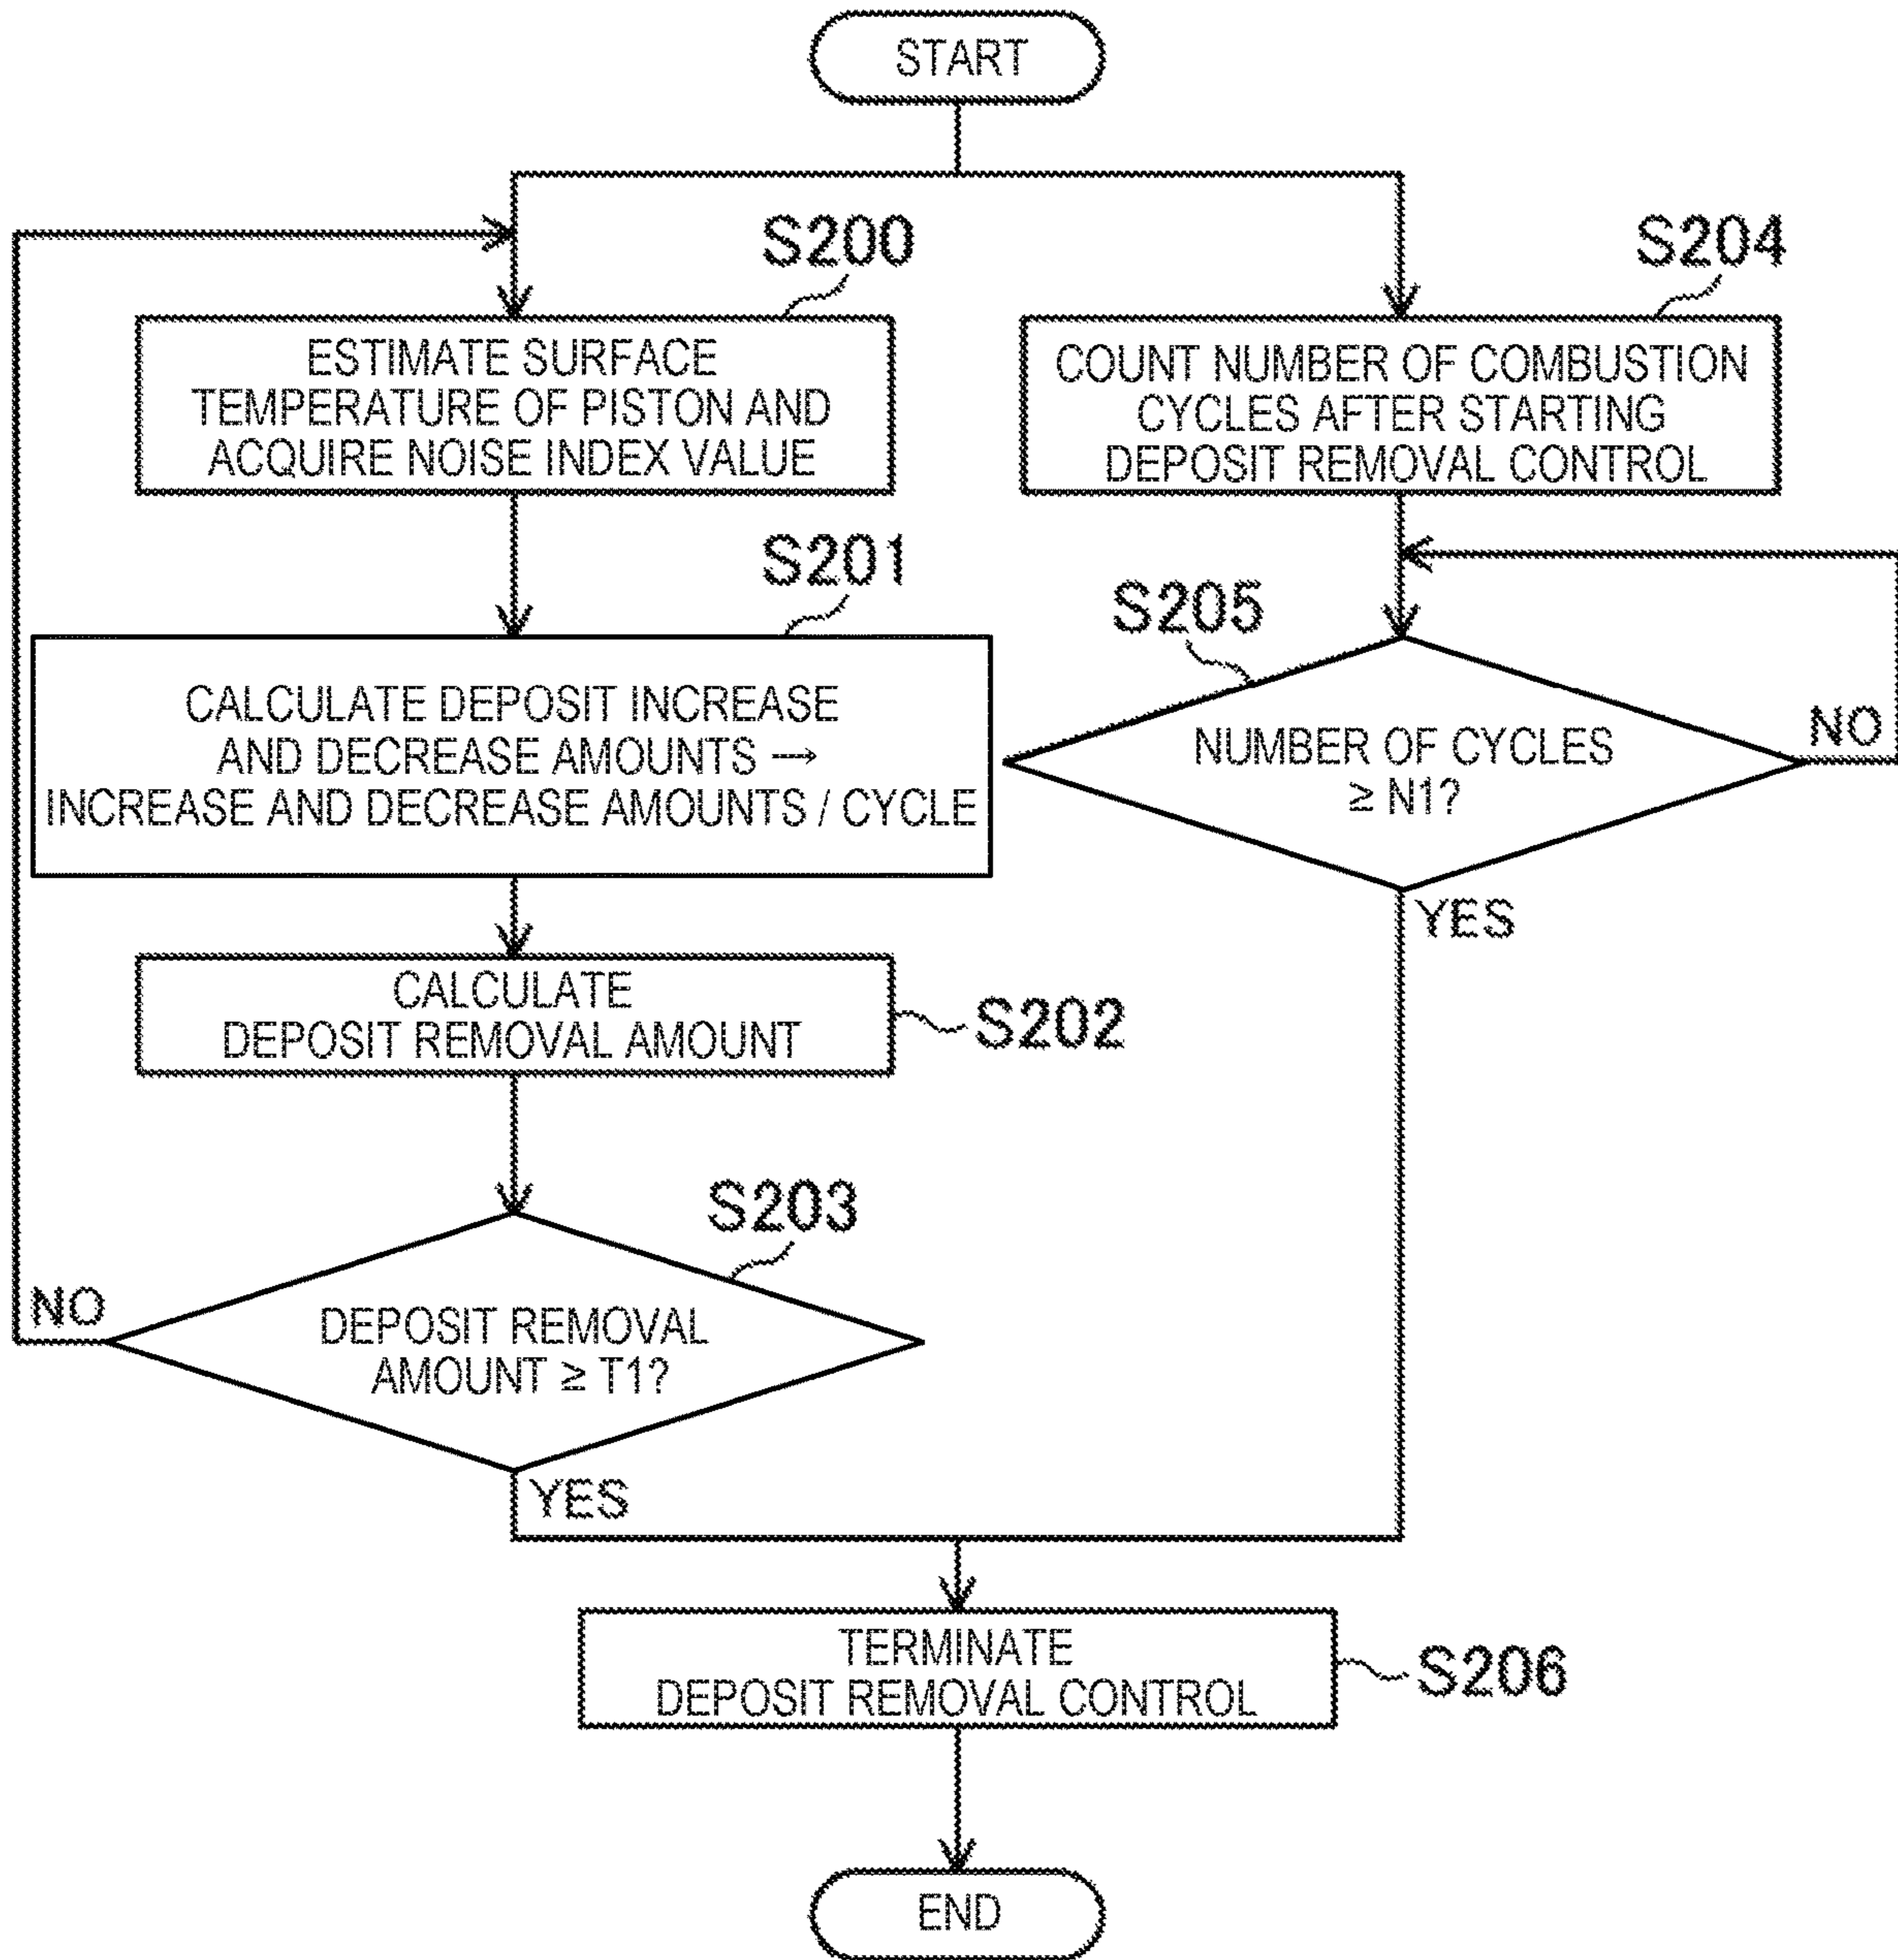 START
S200
ESTIMATE SURFACE
TEMPERATURE OF PISTON AND
ACQUIRE NOISE INDEX VALUE
S204
COUNT NUMBER OF COMBUSTION
CYCLES AFTER STARTING
DEPOSIT REMOVAL CONTROL
S201
CALCULATE DEPOSIT INCREASE
AND DECREASE AMOUNTS →
INCREASE AND DECREASE AMOUNTS / CYCLE
S205
NUMBER OF CYCLES
≥ N1?
NO
YES
CALCULATE
DEPOSIT REMOVAL AMOUNT
S202
S203
NO
DEPOSIT REMOVAL
AMOUNT ≥ T1?
YES
TERMINATE
DEPOSIT REMOVAL CONTROL
S206
END